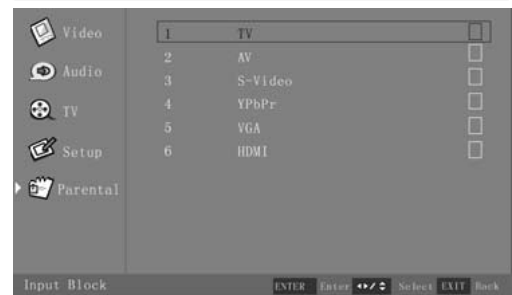 Video
Audio
TV
Setup
Parental
1 TV
2 AV
3 S-Video
4 YPbPr
5 VGA
6 HDMI
Input Block
ENTER Enter Select EXIT Back